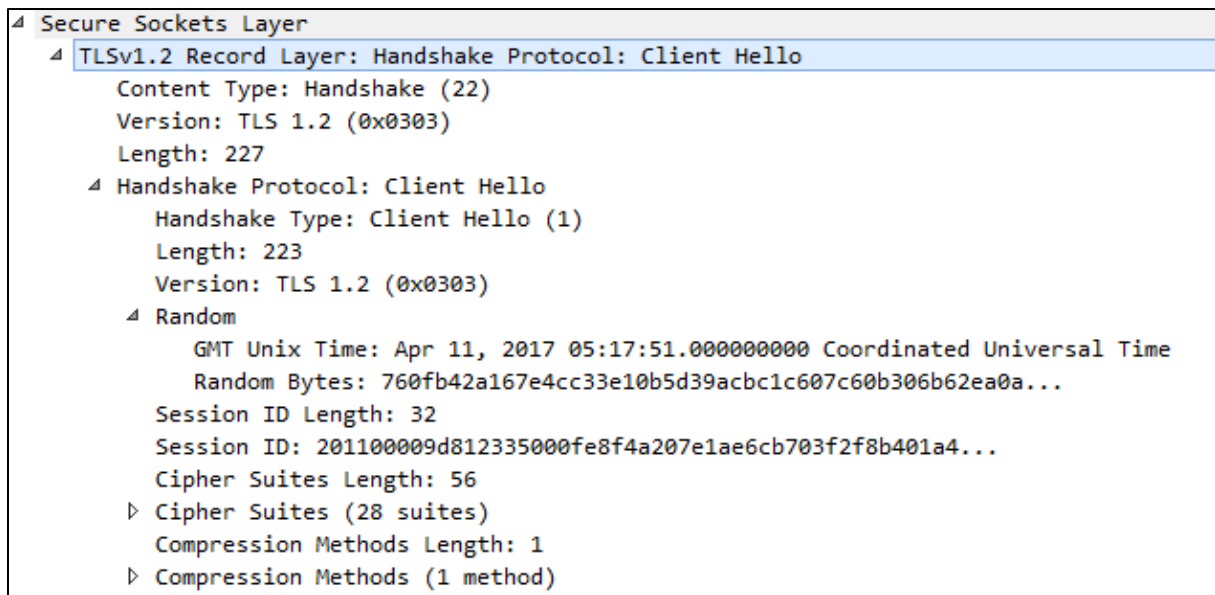 Secure Sockets Layer
TLSv1.2 Record Layer: Handshake Protocol: Client Hello
Content Type: Handshake (22)
Version: TLS 1.2 (0x0303)
Length: 227
Handshake Protocol: Client Hello
Handshake Type: Client Hello (1)
Length: 223
Version: TLS 1.2 (0x0303)
Random
GMT Unix Time: Apr 11, 2017 05:17:51.000000000 Coordinated Universal Time
Random Bytes: 760fb42a167e4cc33e10b5d39acbc1c607c60b306b62ea0a...
Session ID Length: 32
Session ID: 201100009d812335000fe8f4a207e1ae6cb703f2f8b401a4...
Cipher Suites Length: 56
Cipher Suites (28 suites)
Compression Methods Length: 1
Compression Methods (1 method)